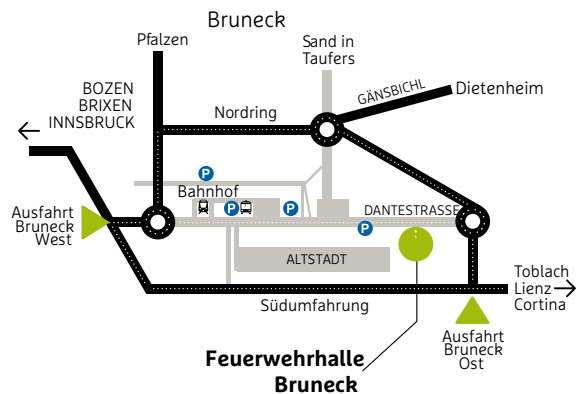 Bruneck
Pfalzen
Sand in
Taufers
BOZEN
BRIXEN
INNSBRUCK
GÄNSBICHL
Dietenheim
Nordring
P
Bahnhof
P
P
DANTESTRASSE
P
Ausfahrt
Bruneck
West
ALTSTADT
Toblach
Lienz
Cortina
Südumfahrung
Ausfahrt
Bruneck
Ost
Feuerwehrhalle
Bruneck